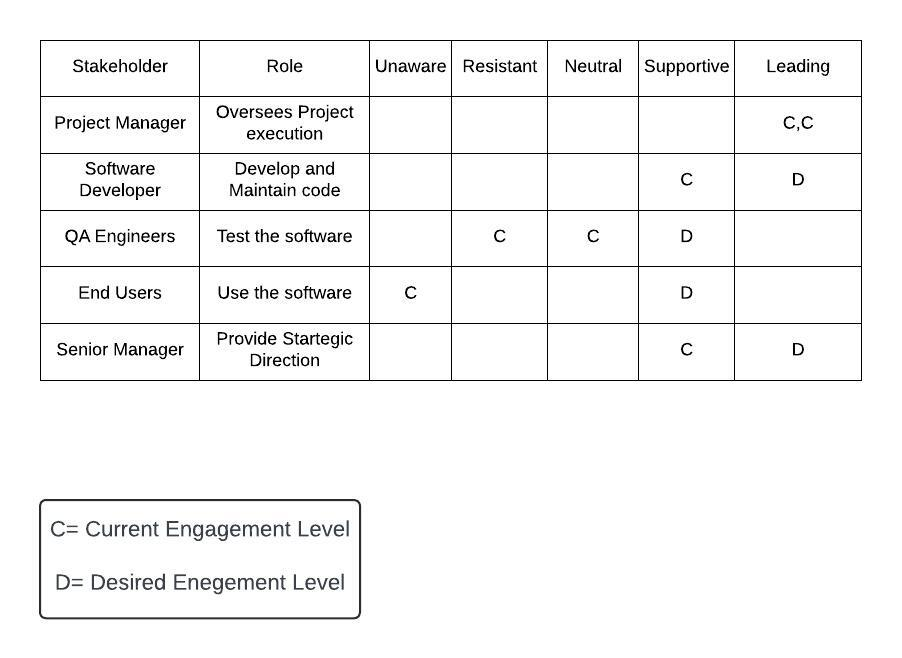 Stakeholder Role Unaware Resistant Neutral Supportive Leading
Project Manager Oversees Project execution C,C
Software Developer Develop and Maintain code C D
QA Engineers Test the software C C D
End Users Use the software C D
Senior Manager Provide Startegic Direction C D
C= Current Engagement Level
D= Desired Enegement Level